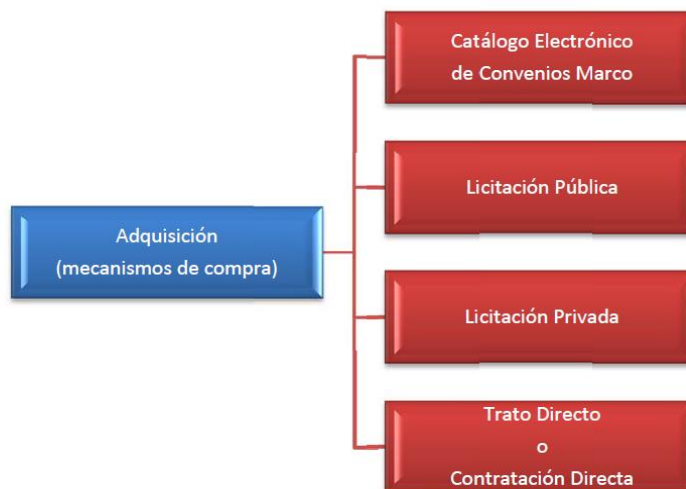 Catálogo Electrónico
de Convenios Marco
Licitación Pública
Adquisición
(mecanismos de compra)
Licitación Privada
Trato Directo
o
Contratación Directa